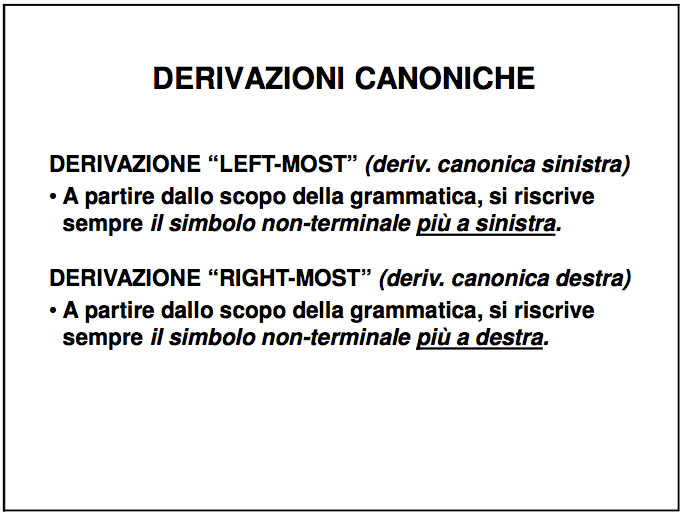 DERIVAZIONI CANONICHE
DERIVAZIONE “LEFT-MOST” (deriv. canonica sinistra)
• A partire dallo scopo della grammatica, si riscrive
sempre il simbolo non-terminale più a sinistra.
DERIVAZIONE “RIGHT-MOST” (deriv. canonica destra)
• A partire dallo scopo della grammatica, si riscrive
sempre il simbolo non-terminale più a destra.